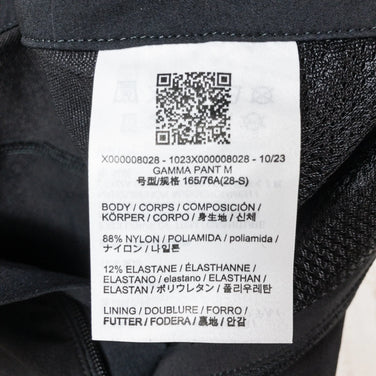 X000008028 - 1023X000008028 - 10/23
GAMMA PANT M
号型/规格 165/76A(28-S)
BODY / CORPS / COMPOSICIÓN /
KÖRPER / CORPO / 身生地 / 신체
88% NYLON / POLIAMIDA / poliamida /
ナイロン / 나일론
12% ELASTANE / ÉLASTHANNE /
ELASTANO / elastano / ELASTHAN /
ELASTAN / ポリウレタン / 폴리우레탄
LINING / DOUBLURE / FORRO /
FUTTER / FODERA / 裏地 / 안감